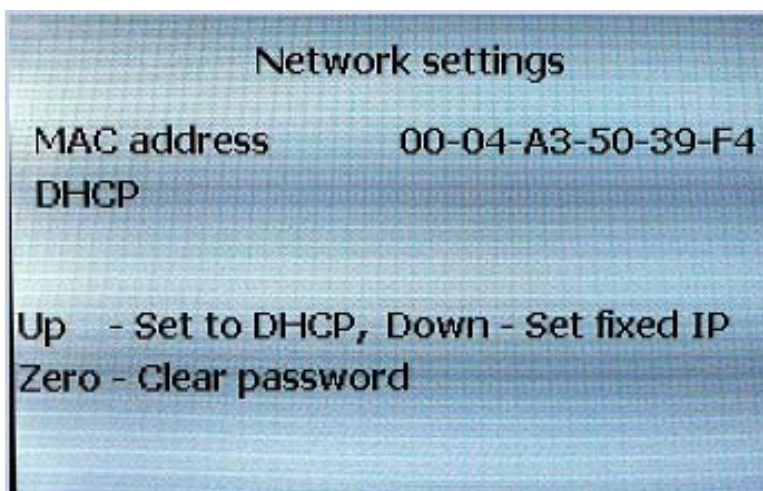 Network settings
MAC address 00-04-A3-50-39-F4
DHCP
Up - Set to DHCP, Down - Set fixed IP
Zero - Clear password